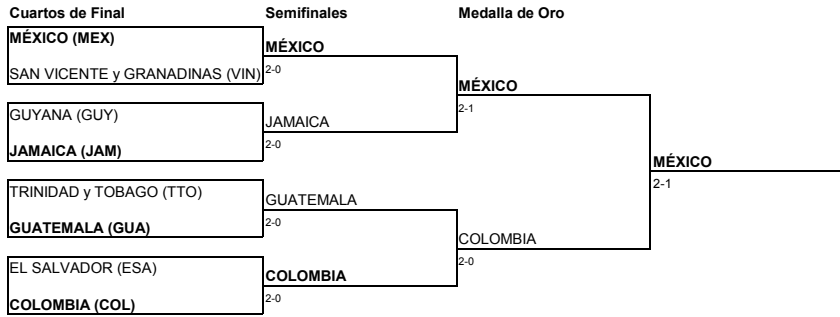 Cuartos de Final Semifinales Medalla de Oro
MÉXICO (MEX)
MÉXICO
SAN VICENTE y GRANADINAS (VIN) 2-0
MÉXICO
2-1
GUYANA (GUY)
JAMAICA
JAMAICA (JAM) 2-0
MÉXICO
2-1
TRINIDAD y TOBAGO (TTO)
GUATEMALA
GUATEMALA (GUA) 2-0
COLOMBIA
2-0
EL SALVADOR (ESA)
COLOMBIA
COLOMBIA (COL) 2-0